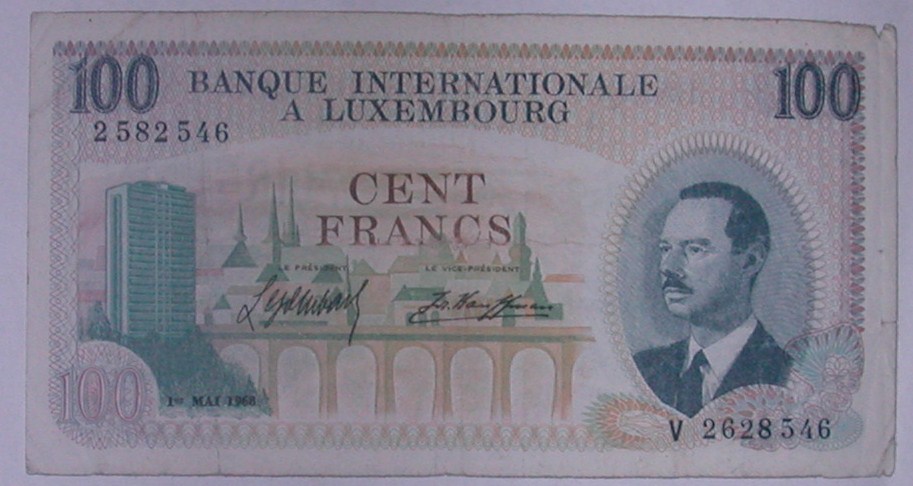 100 BANQUE INTERNATIONALE 100
A LUXEMBOURG
2582546
CENT
FRANCS
LE PRÉSIDENT LE VICE-PRÉSIDENT
100
1er MAI 1968
V 2628546